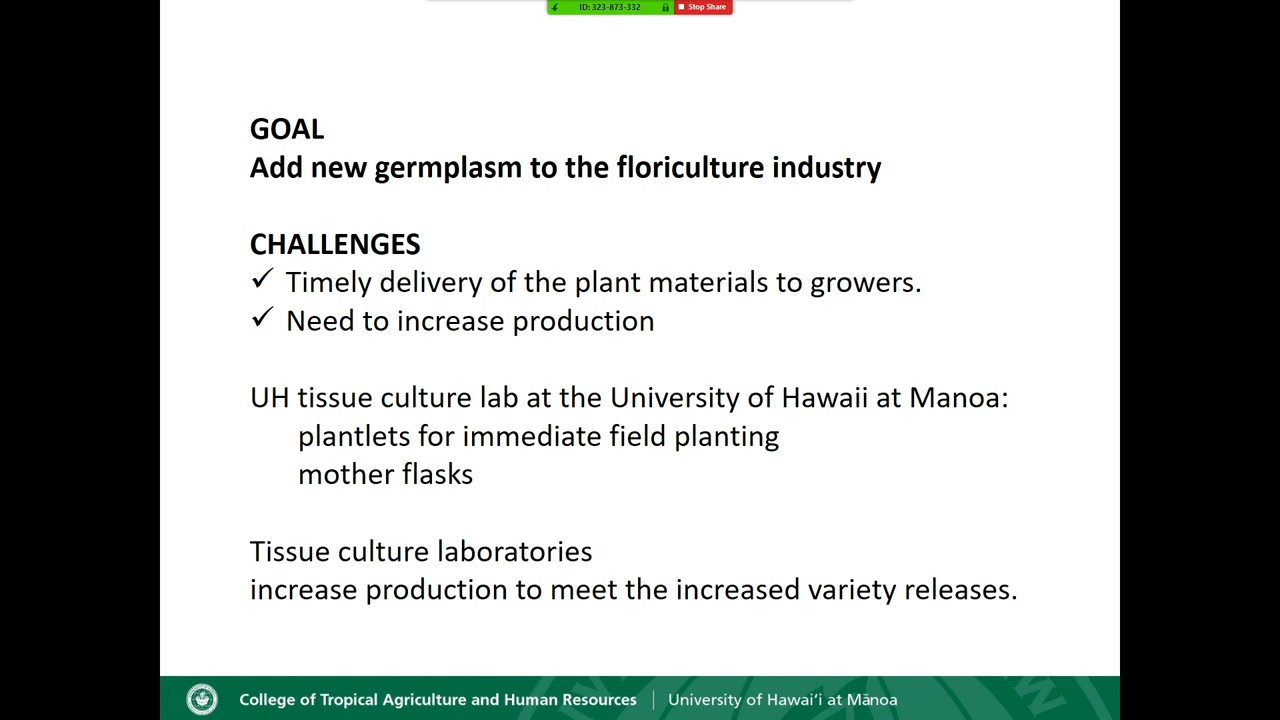 ID: 323-873-332 Stop Share
GOAL
Add new germplasm to the floriculture industry
CHALLENGES
✓ Timely delivery of the plant materials to growers.
✓ Need to increase production
UH tissue culture lab at the University of Hawaii at Manoa:
plantlets for immediate field planting
mother flasks
Tissue culture laboratories
increase production to meet the increased variety releases.
College of Tropical Agriculture and Human Resources | University of Hawaiʻi at Mānoa